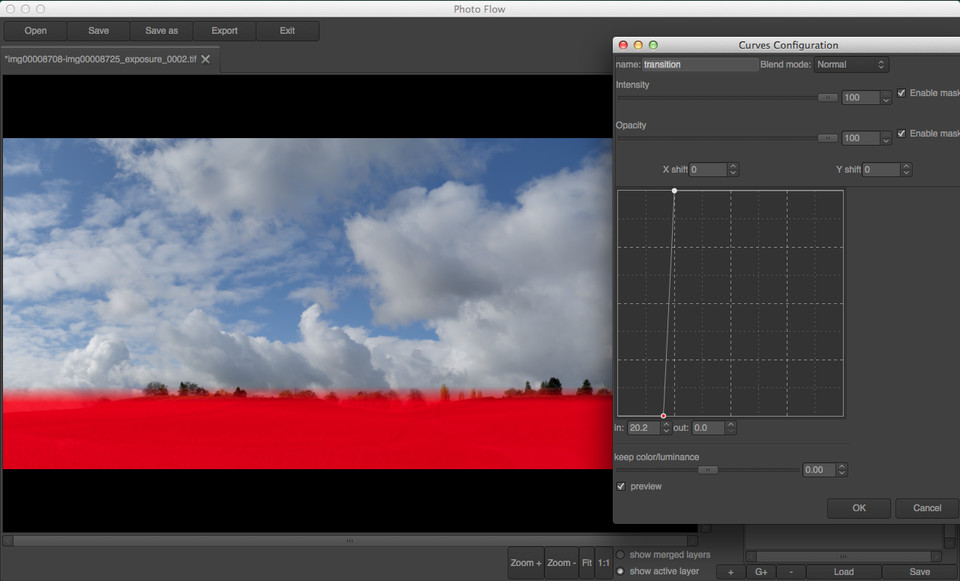 Photo Flow
Open Save Save as Export Exit
*img00008708-img00008725_exposure_0002.tif
Curves Configuration
name: transition Blend mode: Normal
Intensity
100 Enable mask
Opacity
100 Enable mask
X shift 0 Y shift 0
in: 20.2 out: 0.0
keep color/luminance
0.00
preview
OK Cancel
Zoom + Zoom - Fit 1:1
show merged layers
show active layer
+ G+ - Load Save